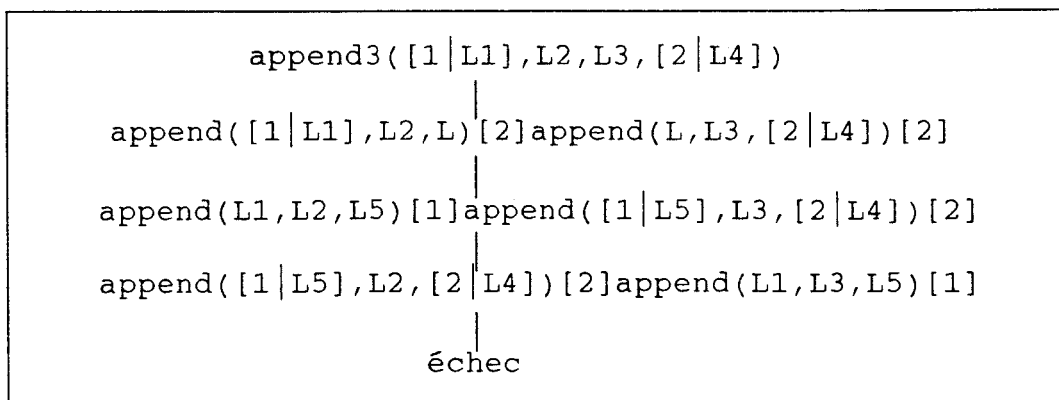 append3([1|L1],L2,L3,[2|L4])
append([1|L1],L2,L)[2]append(L,L3,[2|L4])[2]
append(L1,L2,L5)[1]append([1|L5],L3,[2|L4])[2]
append([1|L5],L2,[2|L4])[2]append(L1,L3,L5)[1]
échec